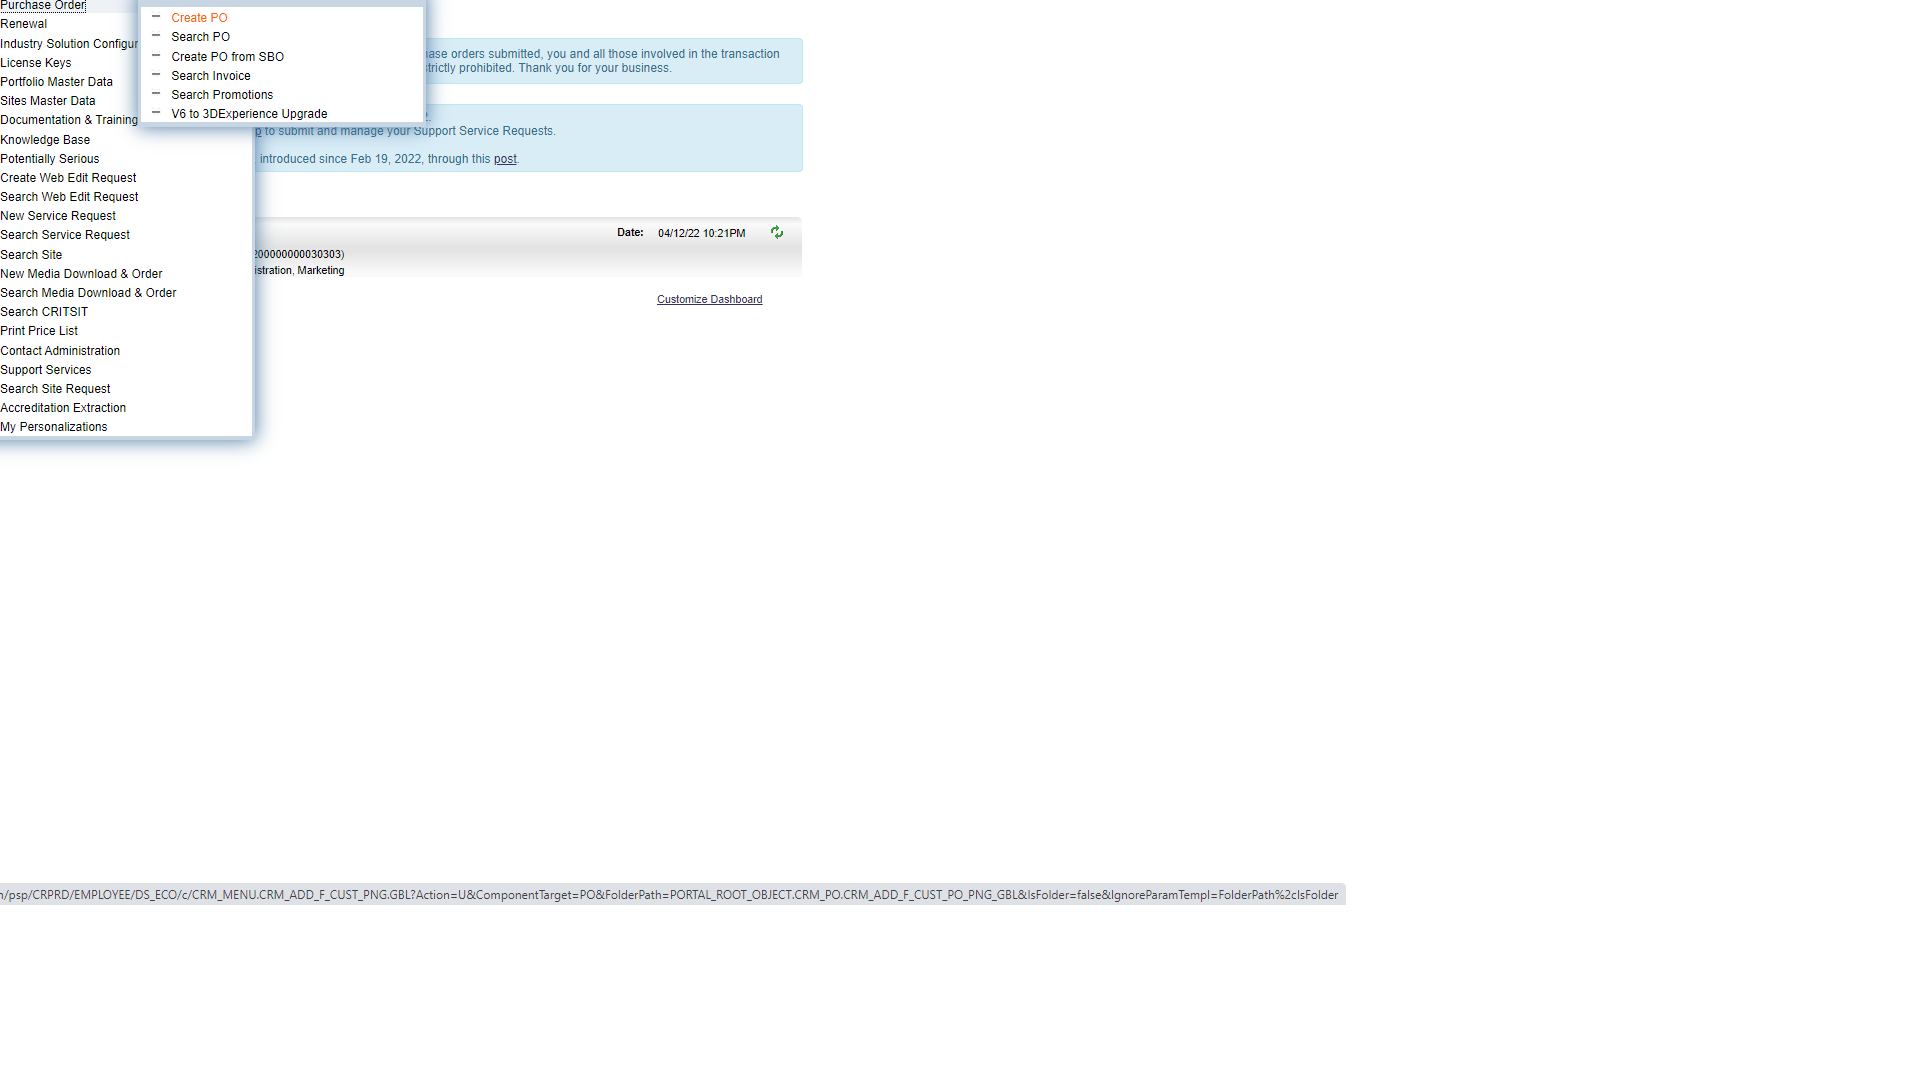 Purchase Order
Renewal
Industry Solution Configur
License Keys
Portfolio Master Data
Sites Master Data
Documentation & Training
Knowledge Base
Potentially Serious
Create Web Edit Request
Search Web Edit Request
New Service Request
Search Service Request
Search Site
New Media Download & Order
Search Media Download & Order
Search CRITSIT
Print Price List
Contact Administration
Support Services
Search Site Request
Accreditation Extraction
My Personalizations
Create PO
Search PO
Create PO from SBO
Search Invoice
Search Promotions
V6 to 3DExperience Upgrade
hase orders submitted, you and all those involved in the transaction
strictly prohibited. Thank you for your business.
p to submit and manage your Support Service Requests.
introduced since Feb 19, 2022, through this post.
Date: 04/12/22 10:21PM
200000000030303)
istration, Marketing
Customize Dashboard
/psp/CRPRD/EMPLOYEE/DS_ECO/c/CRM_MENU.CRM_ADD_F_CUST_PNG.GBL?Action=U&ComponentTarget=PO&FolderPath=PORTAL_ROOT_OBJECT.CRM_PO.CRM_ADD_F_CUST_PO_PNG_GBL&IsFolder=false&IgnoreParamTempl=FolderPath%2cIsFolder